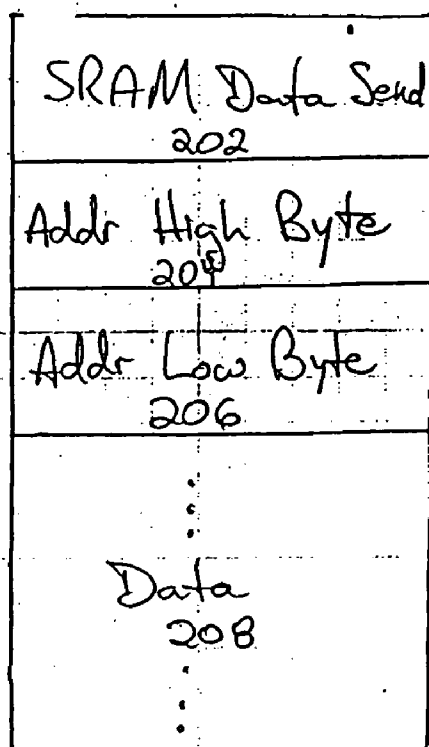 SRAM Data Send
202
Addr High Byte
204
Addr Low Byte
206
Data
208